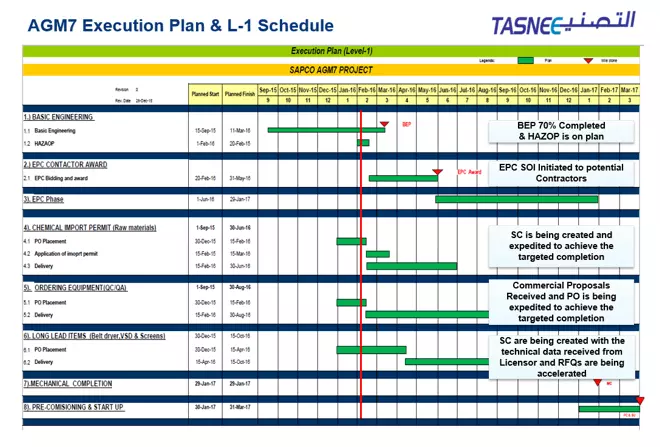 AGM7 Execution Plan & L-1 Schedule
TASNEE التصنيع
Execution Plan (Level-1)
Legends: Plan Mile stone
SAPCO AGM7 PROJECT
Revision 0
Rev. Date
Planned Start Planned Finish Sep-15 Oct-15 Nov-15 Dec-15 Jan-16 Feb-16 Mar-16 Apr-16 May-16 Jun-16 Jul-16 Aug-16 Sep-16 Oct-16 Nov-16 Dec-16 Jan-17 Feb-17 Mar-17
9 10 11 12 1 2 3 4 5 6 7 8 9 10 11 12 1 2 3
1.) BASIC ENGINEERING
1.1 Basic Engineering 15-Sep-15 11-Mar-16 BEP
1.2 HAZAOP 1-Feb-16 20-Feb-16
BEP 70% Completed
& HAZOP is on plan
2.) EPC CONTACTOR AWARD
2.1 EPC Bidding and award 20-Feb-16 31-May-16 EPC Award
EPC SOI Initiated to potential
Contractors
3). EPC Phase 1-Jun-16 29-Jan-17
4). CHEMICAL IMPORT PERMIT (Raw materials) 1-Sep-15 30-Jun-16
4.1 PO Placement 30-Dec-15 15-Feb-16
4.2 Application of imoprt permit 15-Feb-16 15-Mar-16
4.3 Delivery 15-Feb-16 30-Jun-16
SC is being created and
expedited to achieve the
targeted completion
5). ORDERING EQUIPMENT(QC/QA) 1-Sep-15 30-Aug-16
5.1 PO Placement 30-Dec-15 15-Feb-16
5.2 Delivery 15-Feb-16 30-Aug-16
Commercial Proposals
Received and PO is being
expedited to achieve the
targeted completion
6). LONG LEAD ITEMS (Belt dryer,VSD & Screens) 30-Dec-15 15-Oct-16
6.1 PO Placement 30-Dec-15 15-Apr-16
6.2 Delivery 15-Apr-16 15-Oct-16
SC are being created with the
technical data received from
Licensor and RFQs are being
accelerated
7).MECHANICAL COMPLETION 29-Jan-17 29-Jan-17 MC
8). PRE-COMISIONING & START UP 30-Jan-17 31-Mar-17